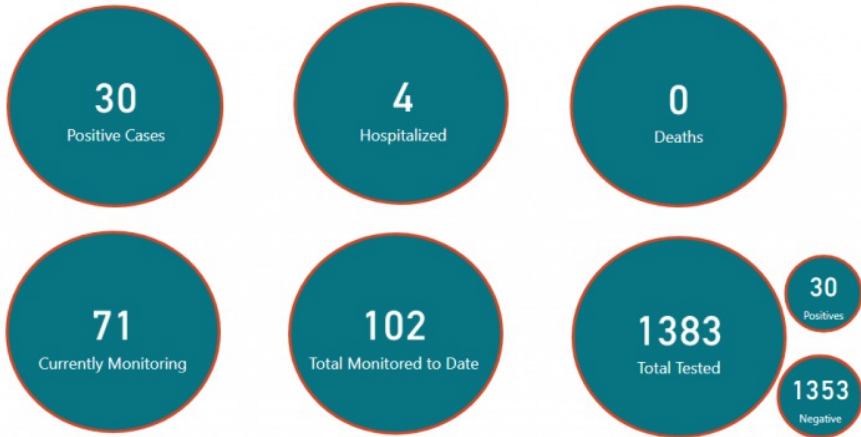 30
Positive Cases
4
Hospitalized
0
Deaths
71
Currently Monitoring
102
Total Monitored to Date
1383
Total Tested
30
Positives
1353
Negative